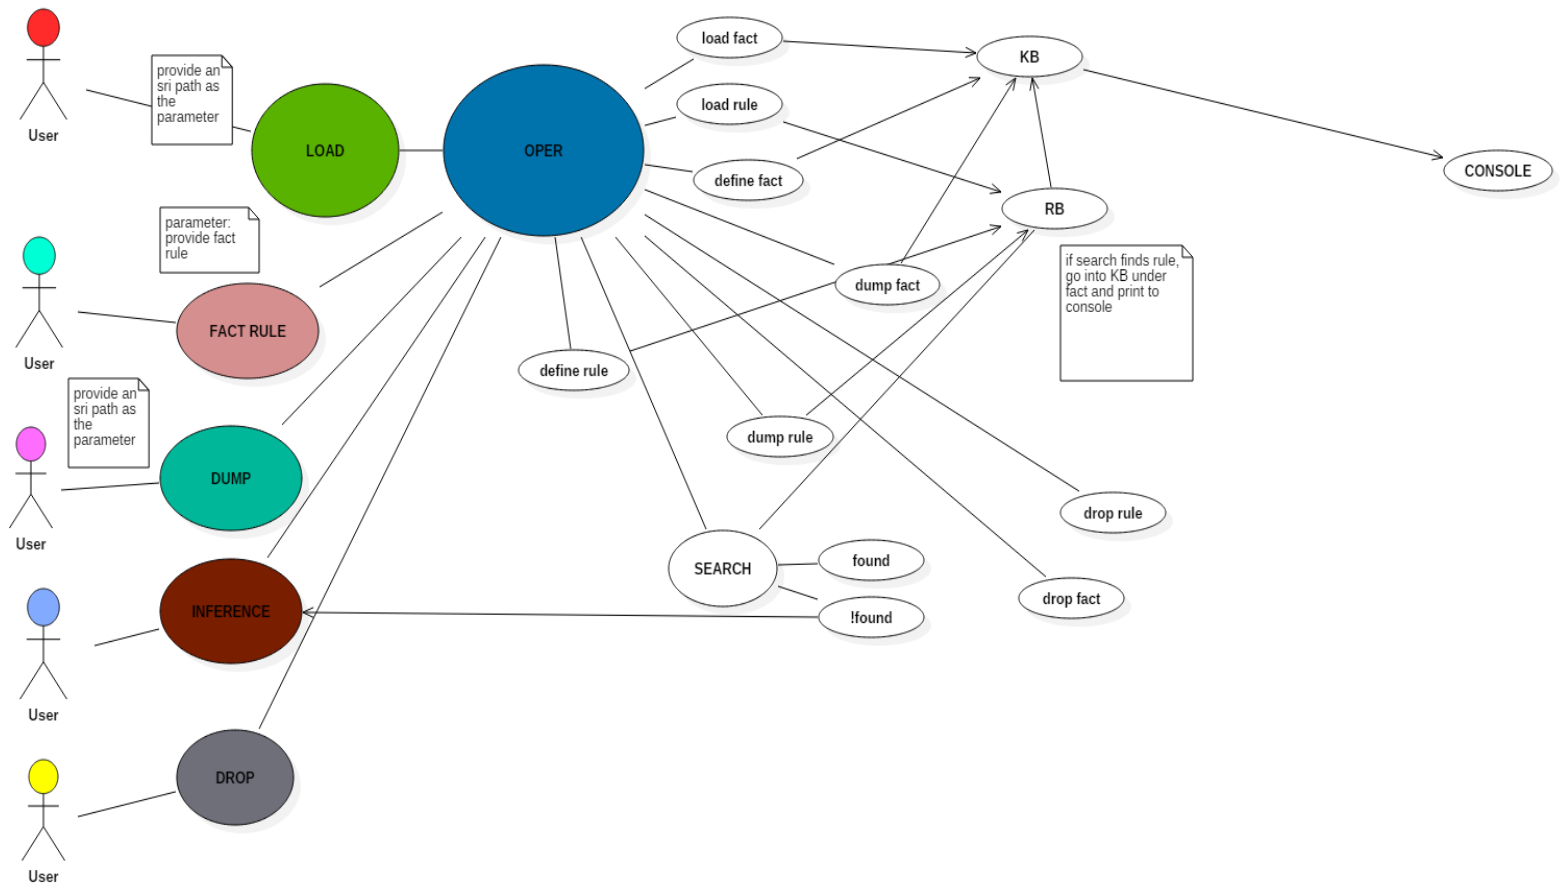 User
provide an
sri path as
the
parameter
LOAD
OPER
load fact
load rule
define fact
KB
CONSOLE
RB
parameter:
provide fact
rule
User
FACT RULE
if search finds rule,
go into KB under
fact and print to
console
dump fact
define rule
provide an
sri path as
the
parameter
User
DUMP
dump rule
drop rule
SEARCH
found
!found
drop fact
INFERENCE
User
DROP
User